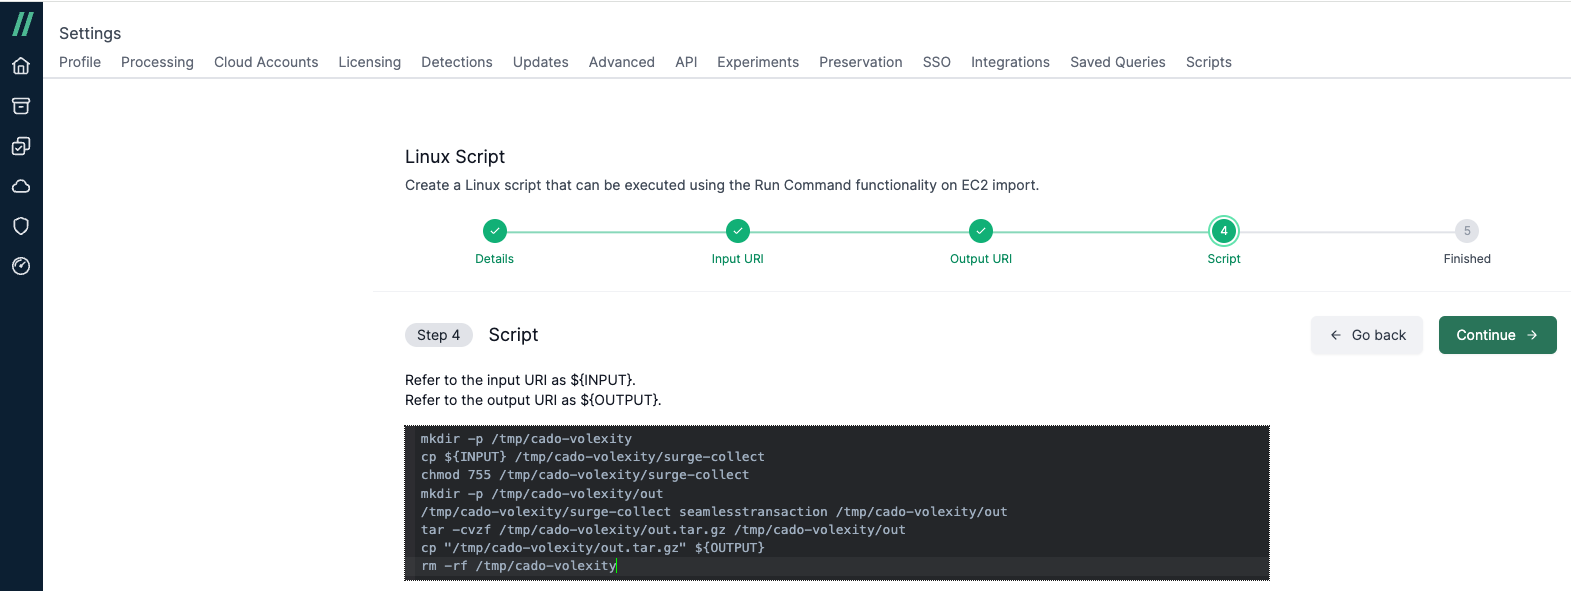 Settings
Profile Processing Cloud Accounts Licensing Detections Updates Advanced API Experiments Preservation SSO Integrations Saved Queries Scripts
Linux Script
Create a Linux script that can be executed using the Run Command functionality on EC2 import.
4 5
Details Input URI Output URI Script Finished
Step 4 Script Go back Continue
Refer to the input URI as ${INPUT}.
Refer to the output URI as ${OUTPUT}.
mkdir -p /tmp/cado-volexity
cp ${INPUT} /tmp/cado-volexity/surge-collect
chmod 755 /tmp/cado-volexity/surge-collect
mkdir -p /tmp/cado-volexity/out
/tmp/cado-volexity/surge-collect seamlesstransaction /tmp/cado-volexity/out
tar -cvzf /tmp/cado-volexity/out.tar.gz /tmp/cado-volexity/out
cp "/tmp/cado-volexity/out.tar.gz" ${OUTPUT}
rm -rf /tmp/cado-volexity